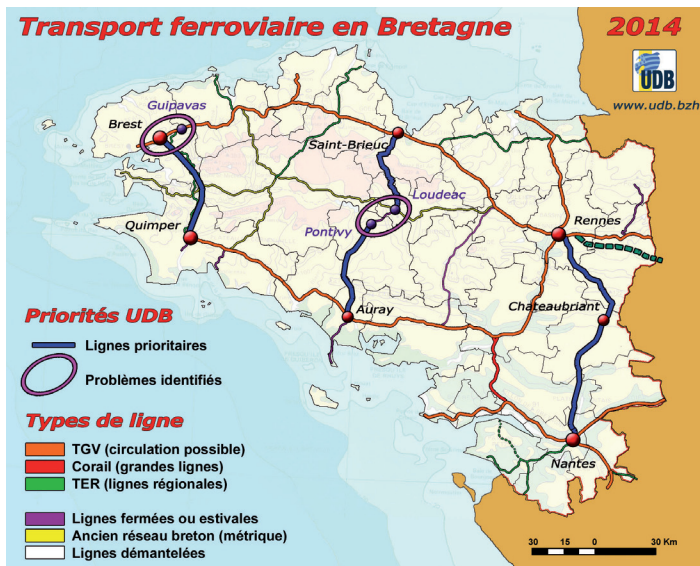 Transport ferroviaire en Bretagne 2014
UDB
www.udb.bzh
Guipavas
Brest
Saint-Brieuc
Loudeac
Pontivy
Quimper
Rennes
Auray
Chateaubriant
Nantes
Priorités UDB
Lignes prioritaires
Problèmes identifiés
Types de ligne
TGV (circulation possible)
Corail (grandes lignes)
TER (lignes régionales)
Lignes fermées ou estivales
Ancien réseau breton (métrique)
Lignes démantelées
30 15 0 30 Km